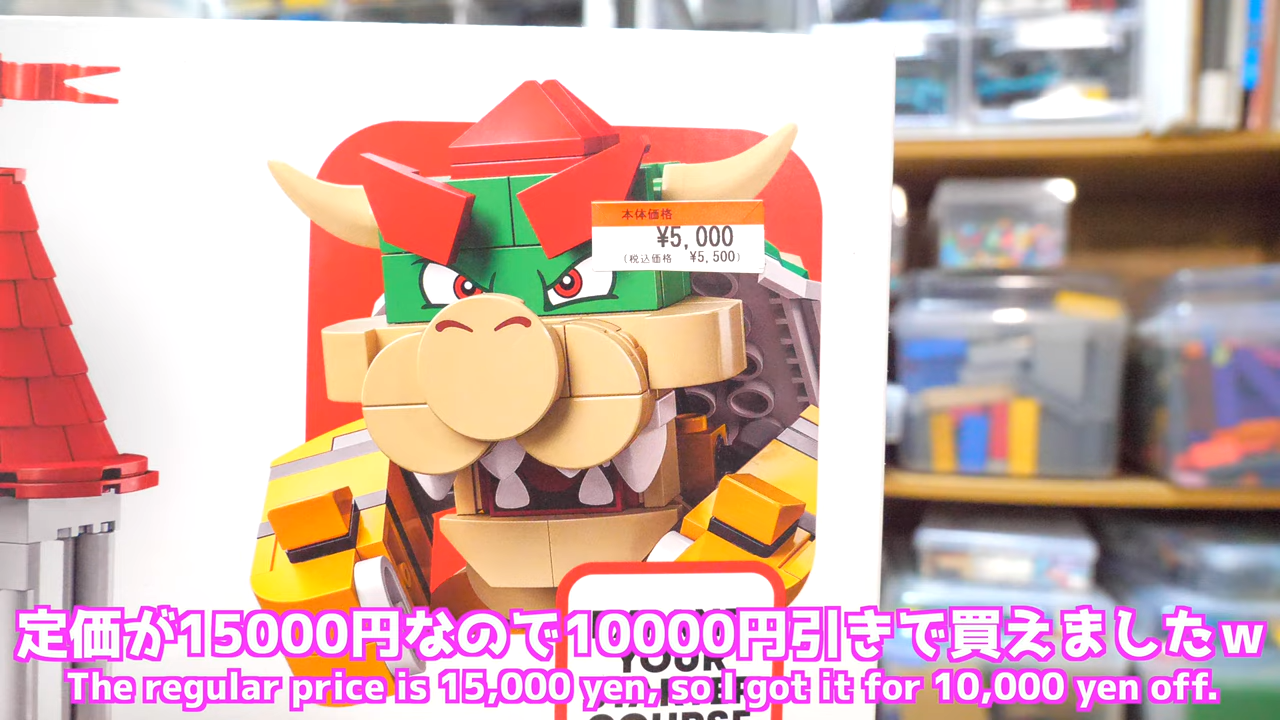 本体価格
¥5,000
(税込価格 ¥5,500)
YOUR
COURSE
定価が15000円なので10000円引きで買えましたw
The regular price is 15,000 yen, so I got it for 10,000 yen off.